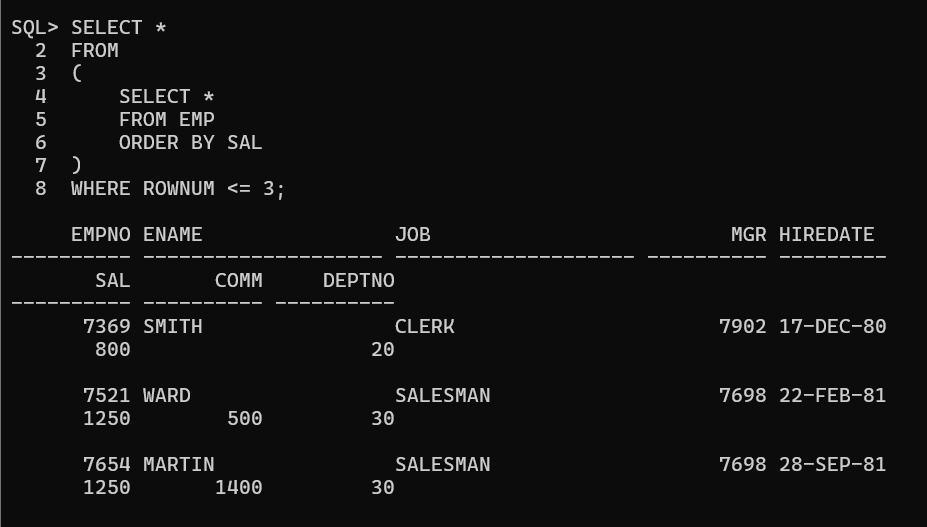 SQL> SELECT *
  2  FROM
  3  (
  4      SELECT *
  5      FROM EMP
  6      ORDER BY SAL
  7  )
  8  WHERE ROWNUM <= 3;

     EMPNO ENAME                JOB                         MGR HIREDATE
---------- -------------------- -------------------- ---------- ---------
       SAL       COMM     DEPTNO
---------- ---------- ----------
      7369 SMITH                CLERK                      7902 17-DEC-80
       800                    20

      7521 WARD                 SALESMAN                   7698 22-FEB-81
      1250        500         30

      7654 MARTIN               SALESMAN                   7698 28-SEP-81
      1250       1400         30